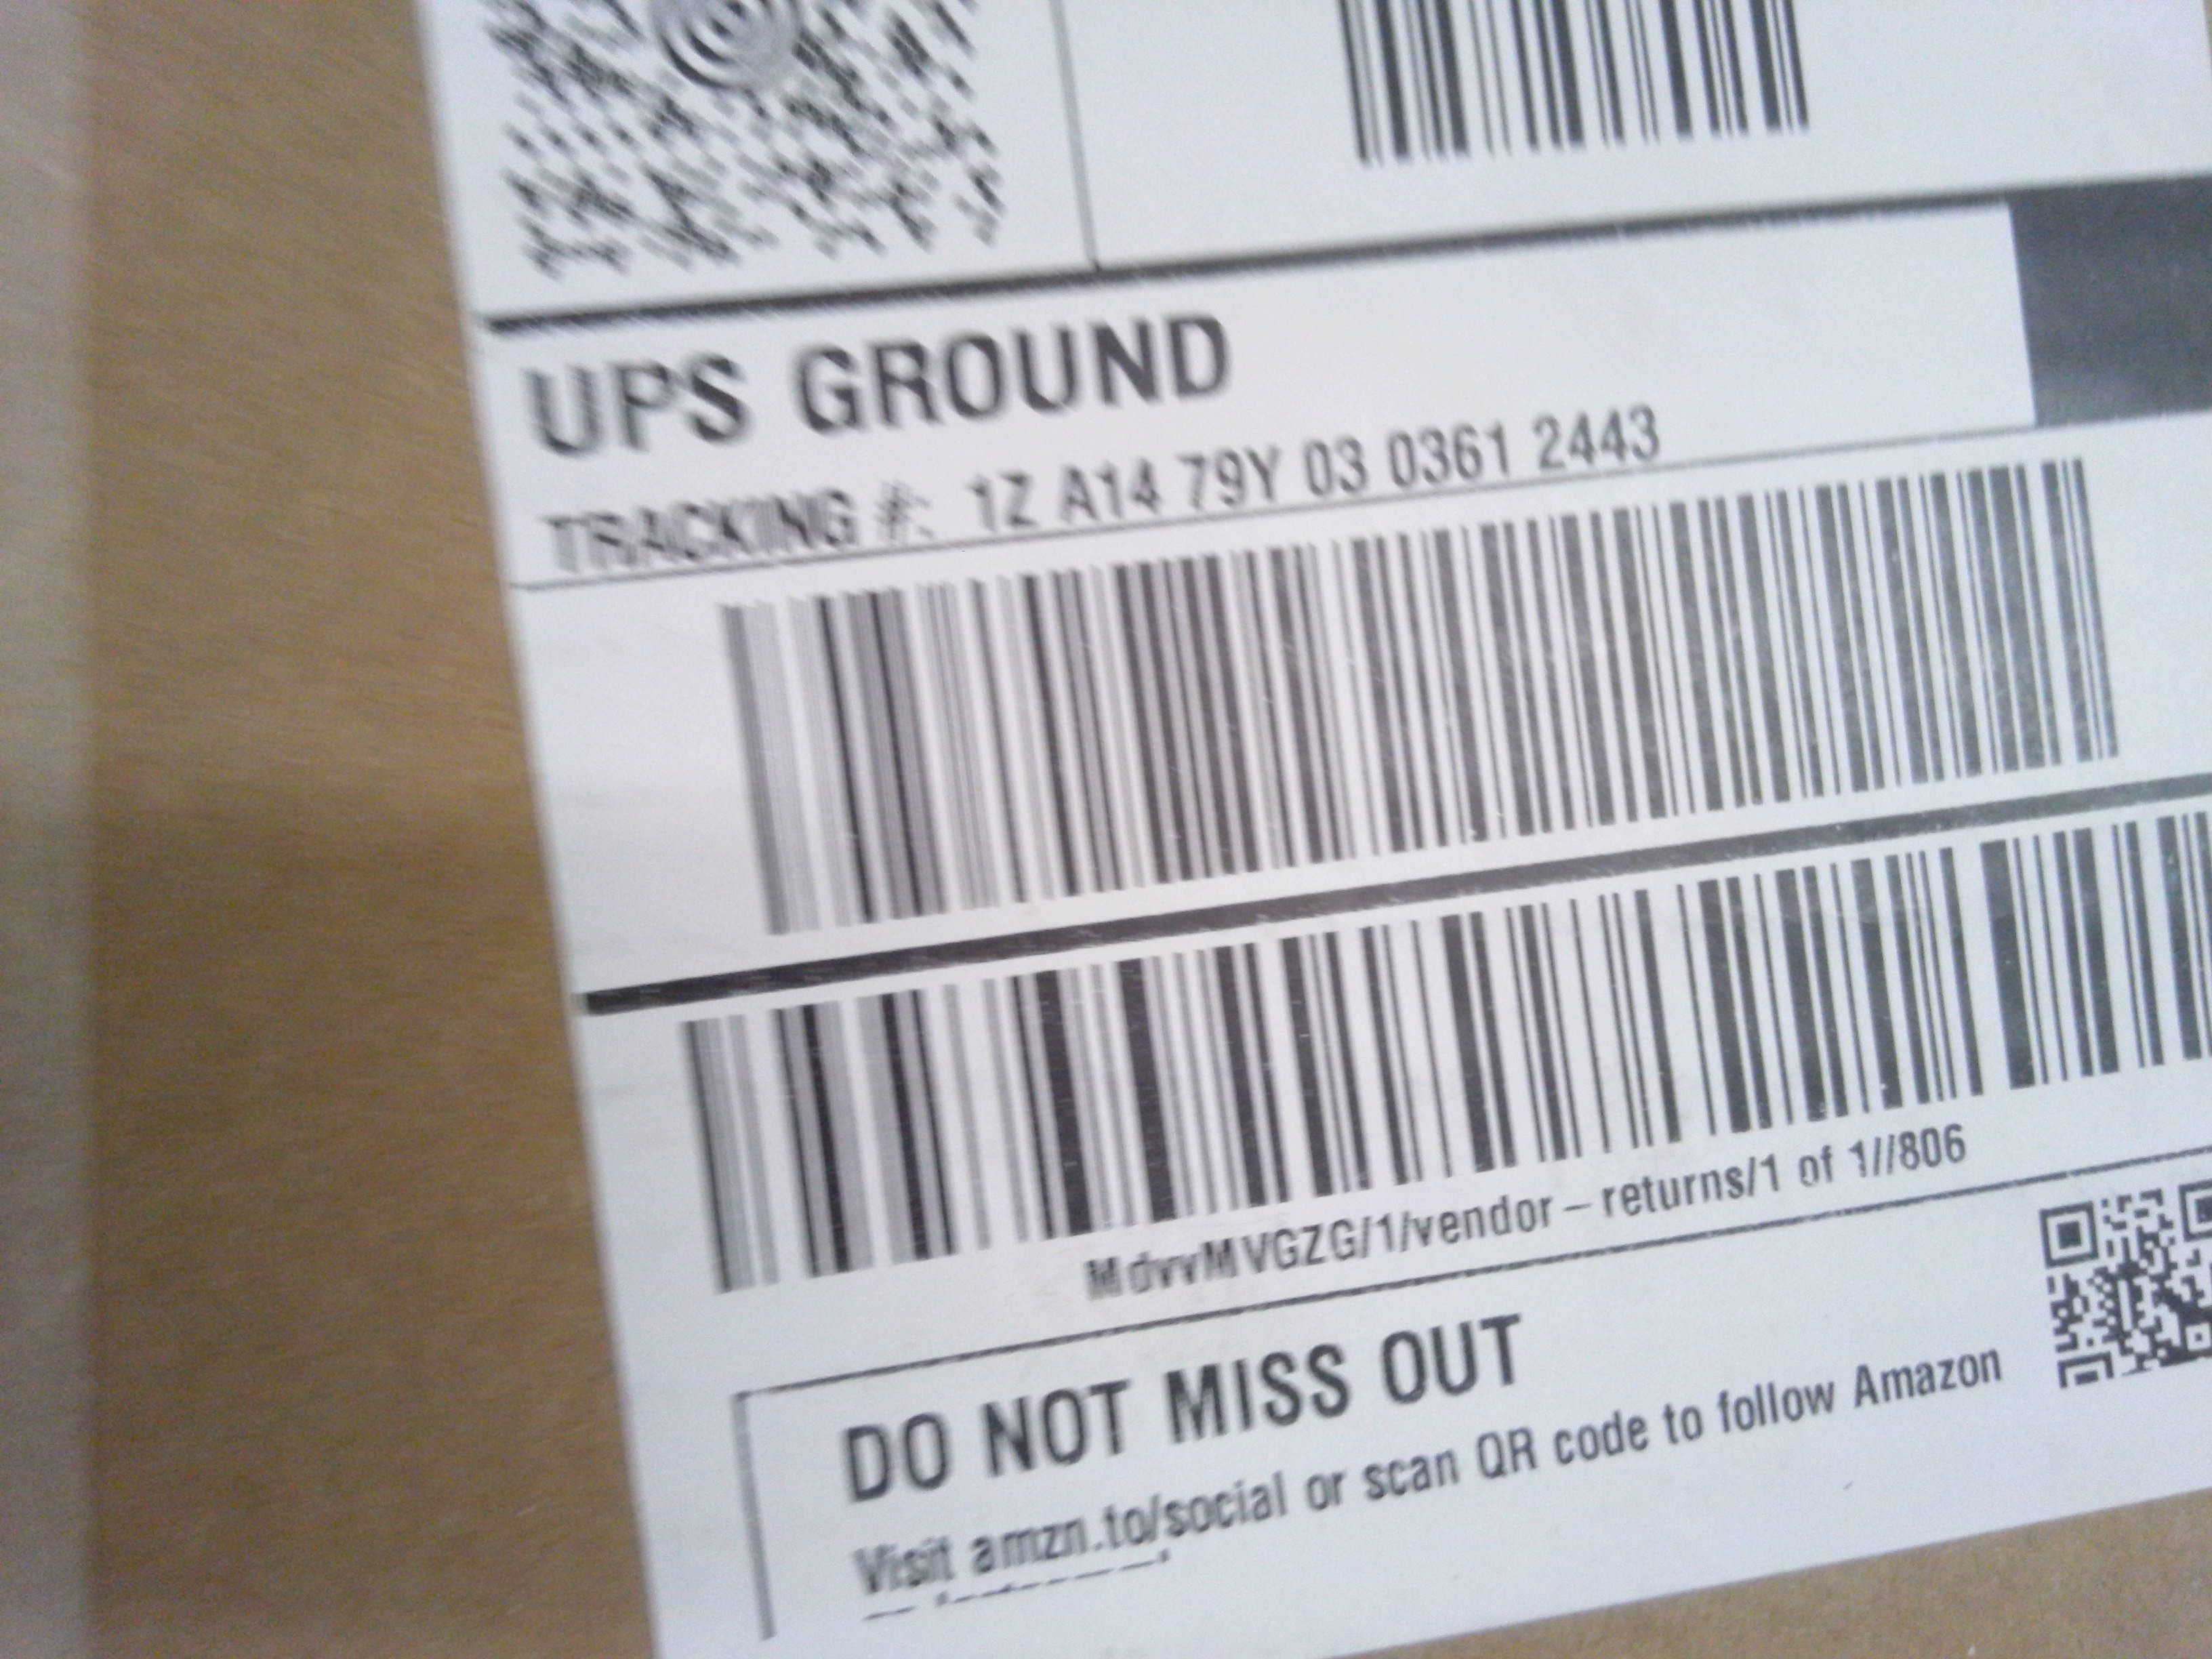 UPS GROUND
TRACKING #: 1Z A14 79Y 03 0361 2443
MdvvMVGZG/1/vendor-returns/1 of 1//806
DO NOT MISS OUT
Visit amzn.to/social or scan QR code to follow Amazon